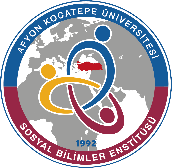 AFYON KOCATEPE ÜNİVERSİTESİ
1992
SOSYAL BİLİMLER ENSTİTÜSÜ